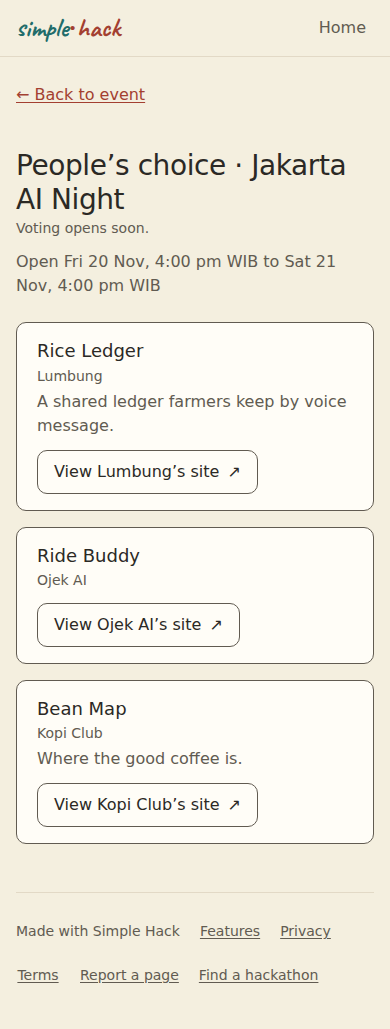 simple·hack
Home
← Back to event
People’s choice · Jakarta
AI Night
Voting opens soon.
Open Fri 20 Nov, 4:00 pm WIB to Sat 21
Nov, 4:00 pm WIB
Rice Ledger
Lumbung
A shared ledger farmers keep by voice
message.
View Lumbung’s site ↗
Ride Buddy
Ojek AI
View Ojek AI’s site ↗
Bean Map
Kopi Club
Where the good coffee is.
View Kopi Club’s site ↗
Made with Simple Hack Features Privacy
Terms Report a page Find a hackathon